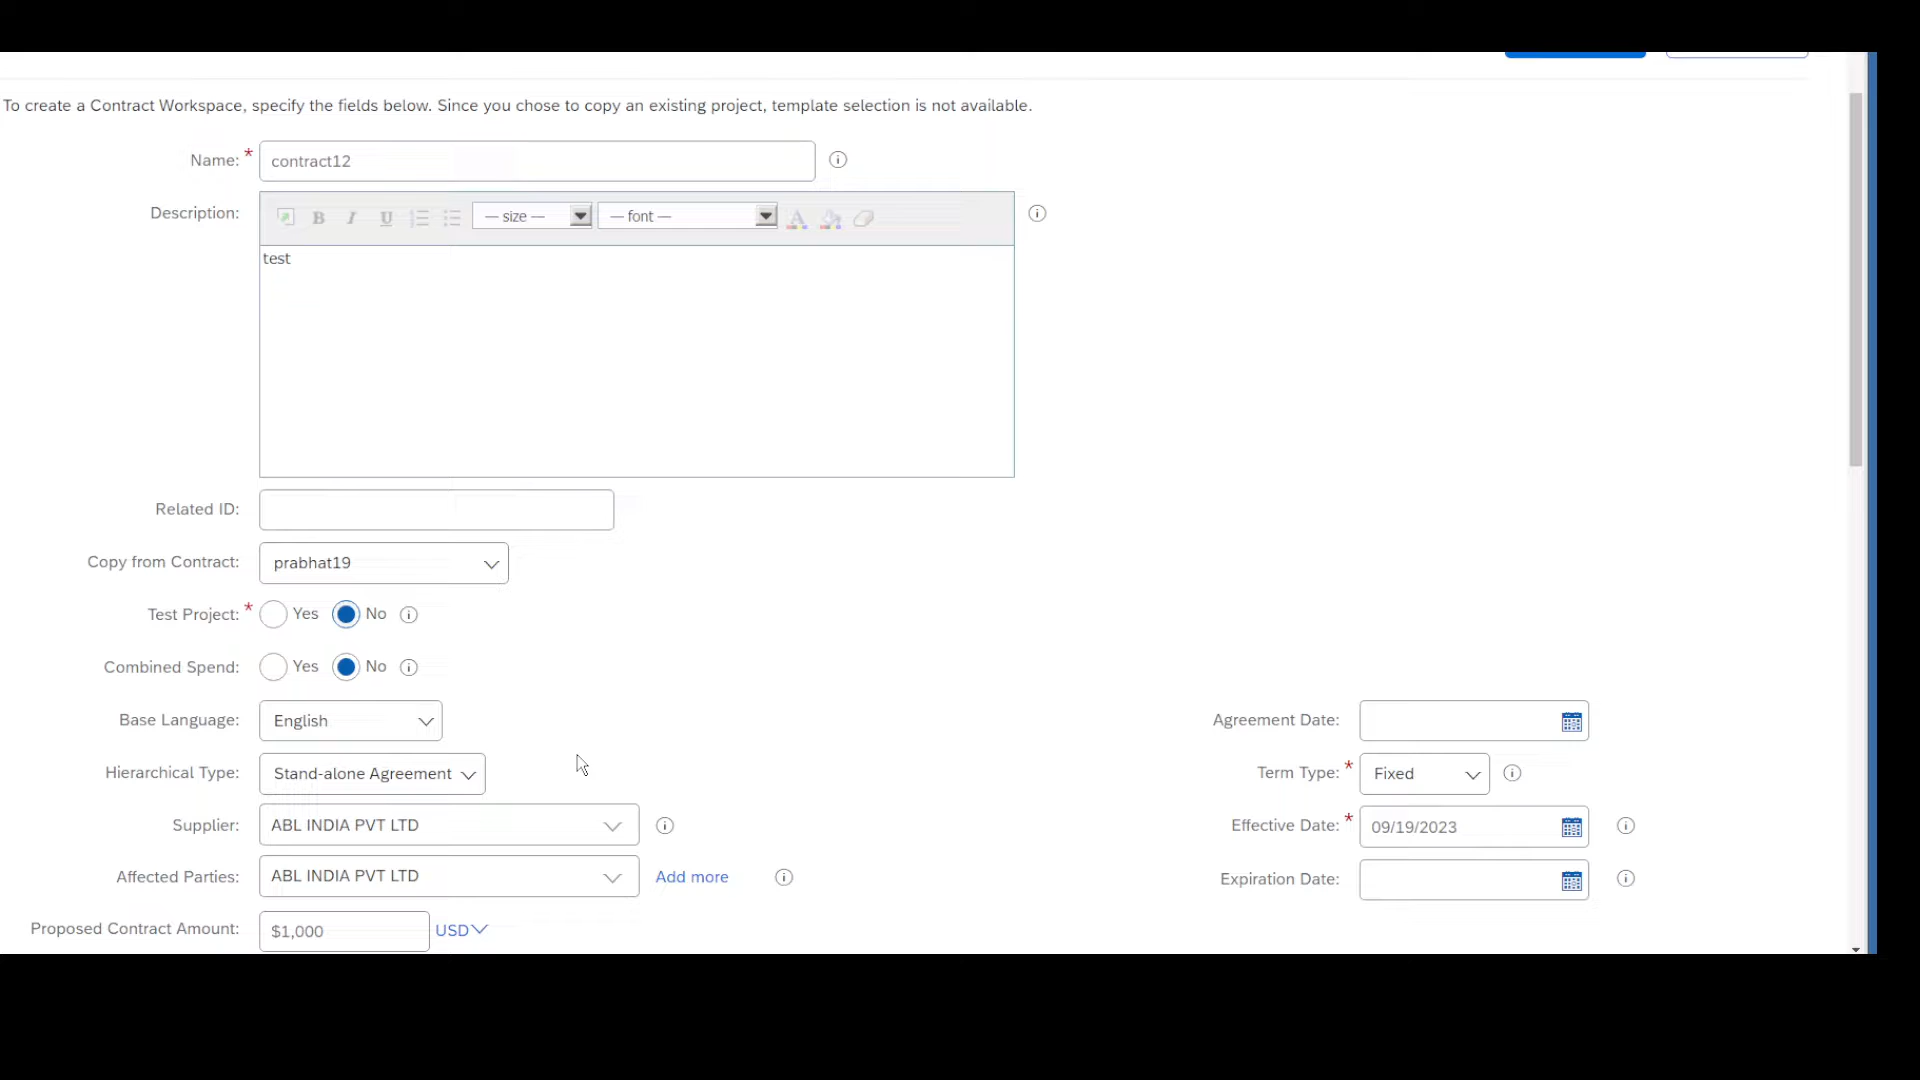 To create a Contract Workspace, specify the fields below. Since you chose to copy an existing project, template selection is not available.
Name: * contract12
Description: B I U — size — — font — A
test
Related ID:
Copy from Contract: prabhat19
Test Project: * Yes No
Combined Spend: Yes No
Base Language: English Agreement Date:
Hierarchical Type: Stand-alone Agreement Term Type: * Fixed
Supplier: ABL INDIA PVT LTD Effective Date: * 09/19/2023
Affected Parties: ABL INDIA PVT LTD Add more Expiration Date:
Proposed Contract Amount: $1,000 USD